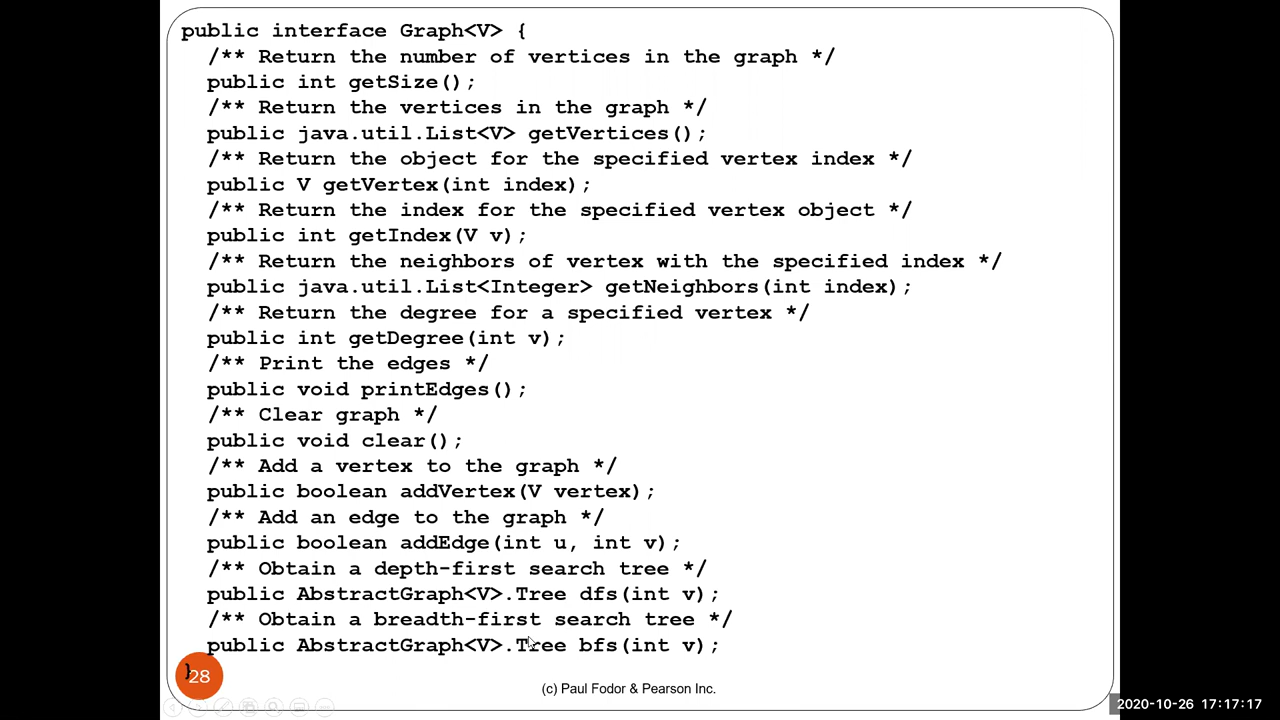 public interface Graph<V> {
/** Return the number of vertices in the graph */
public int getSize();
/** Return the vertices in the graph */
public java.util.List<V> getVertices();
/** Return the object for the specified vertex index */
public V getVertex(int index);
/** Return the index for the specified vertex object */
public int getIndex(V v);
/** Return the neighbors of vertex with the specified index */
public java.util.List<Integer> getNeighbors(int index);
/** Return the degree for a specified vertex */
public int getDegree(int v);
/** Print the edges */
public void printEdges();
/** Clear graph */
public void clear();
/** Add a vertex to the graph */
public boolean addVertex(V vertex);
/** Add an edge to the graph */
public boolean addEdge(int u, int v);
/** Obtain a depth-first search tree */
public AbstractGraph<V>.Tree dfs(int v);
/** Obtain a breadth-first search tree */
public AbstractGraph<V>.Tree bfs(int v);
}
28
(c) Paul Fodor & Pearson Inc.
2020-10-26 17:17:17